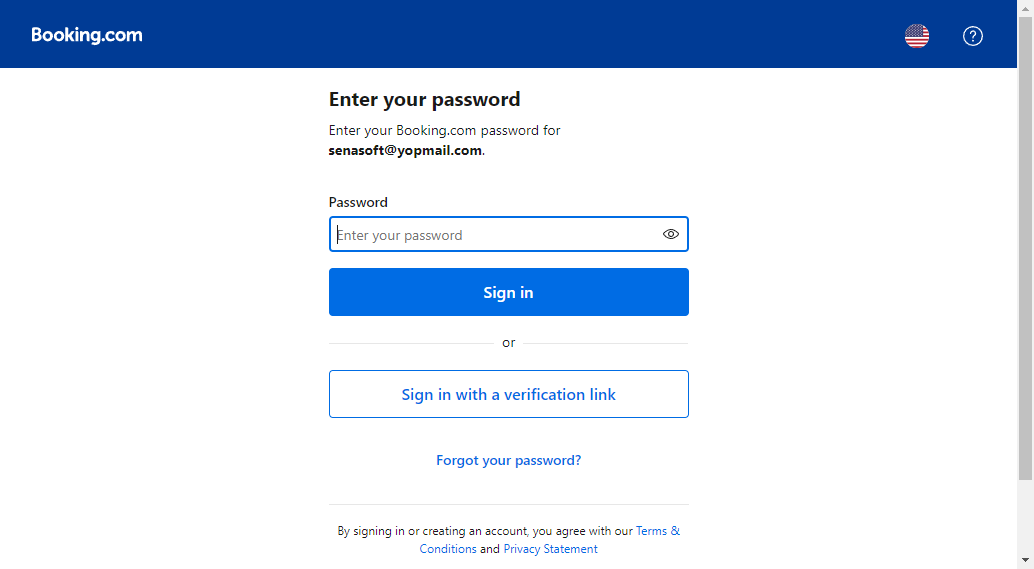 Booking.com
Enter your password
Enter your Booking.com password for
senasoft@yopmail.com.
Password
Enter your password
Sign in
or
Sign in with a verification link
Forgot your password?
By signing in or creating an account, you agree with our Terms &
Conditions and Privacy Statement